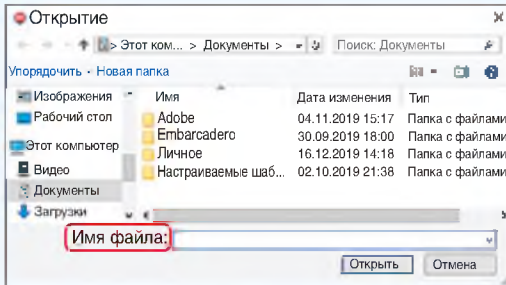 Открытие
> Этот ком... > Документы >
Поиск: Документы
Упорядочить
Новая папка
Имя Дата изменения Тип
Изображения
Рабочий стол
Этот компьютер
Видео
Документы
Загрузки
Adobe 04.11.2019 15:17 Папка с файлами
Embarcadero 30.09.2019 18:00 Папка с файлами
Личное 16.12.2019 14:18 Папка с файлами
Настраиваемые шаб... 02.10.2019 21:38 Папка с файлами
Имя файла:
Открыть
Отмена